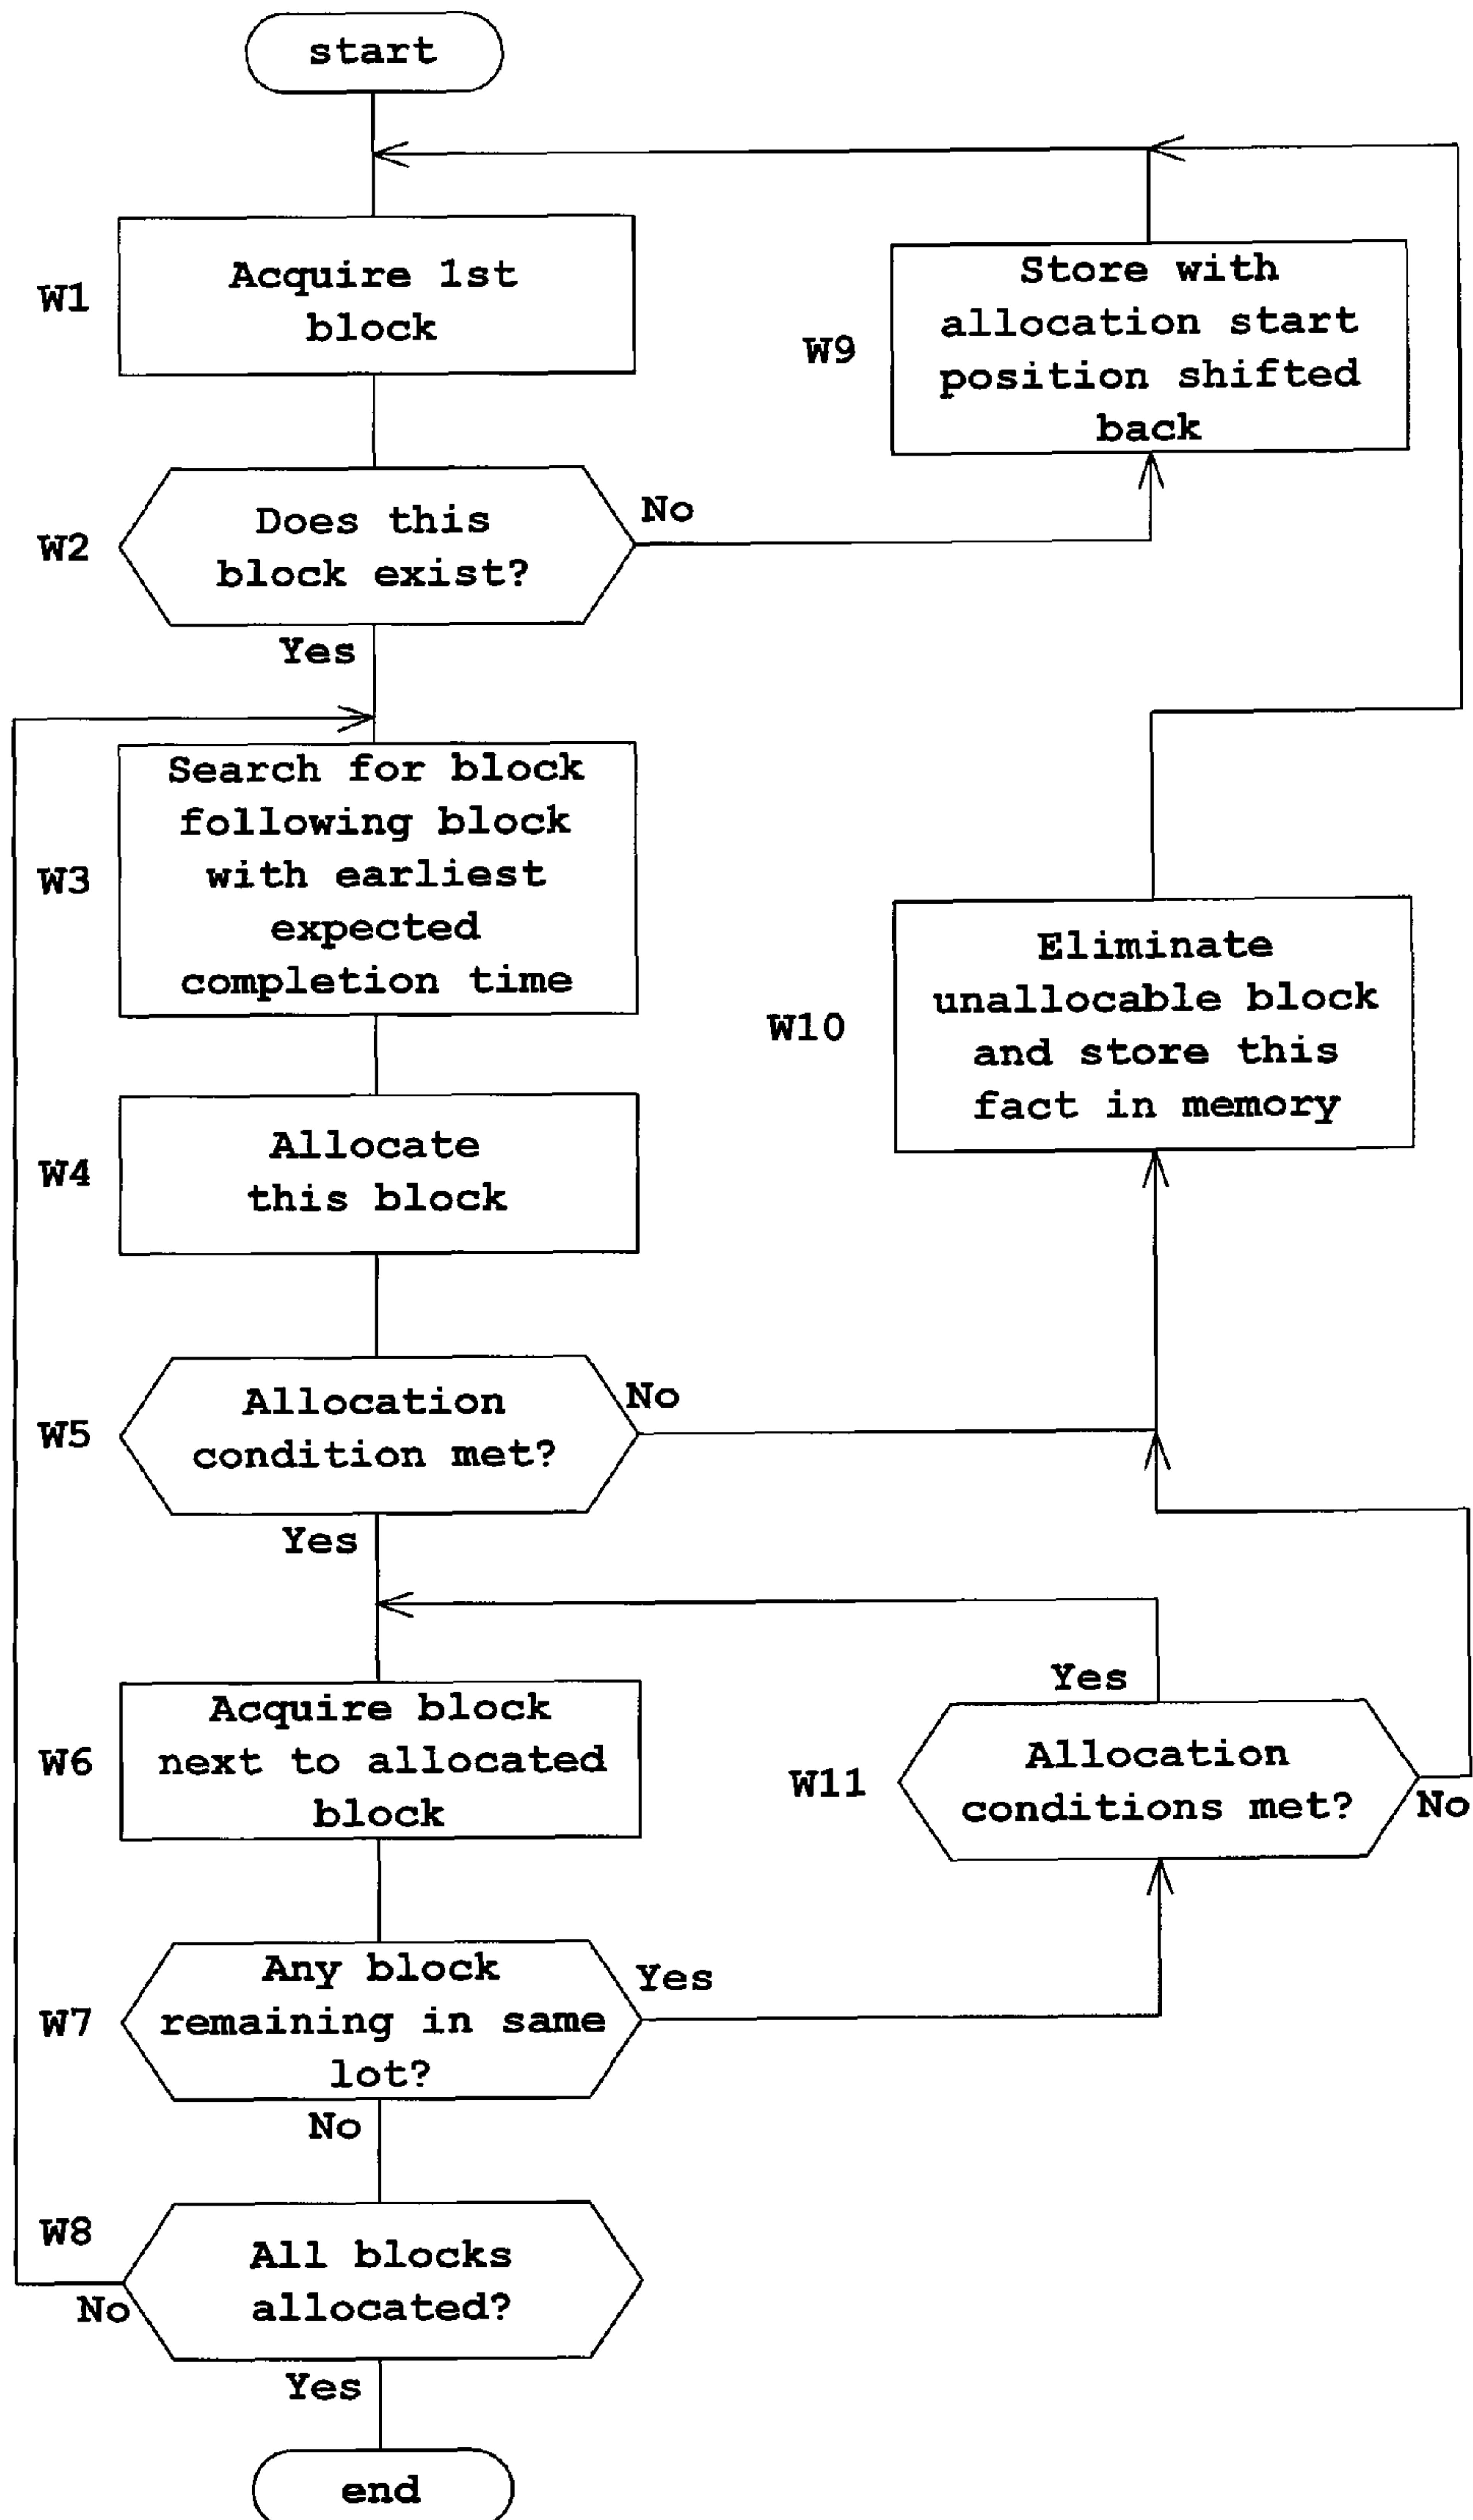 start
W1
Acquire 1st
block
W9
Store with
allocation start
position shifted
back
W2
Does this
block exist?
No
Yes
W3
Search for block
following block
with earliest
expected
completion time
W10
Eliminate
unallocable block
and store this
fact in memory
W4
Allocate
this block
W5
Allocation
condition met?
No
Yes
W6
Acquire block
next to allocated
block
Yes
W11
Allocation
conditions met?
No
W7
Any block
remaining in same
lot?
Yes
No
W8
All blocks
allocated?
No
Yes
end